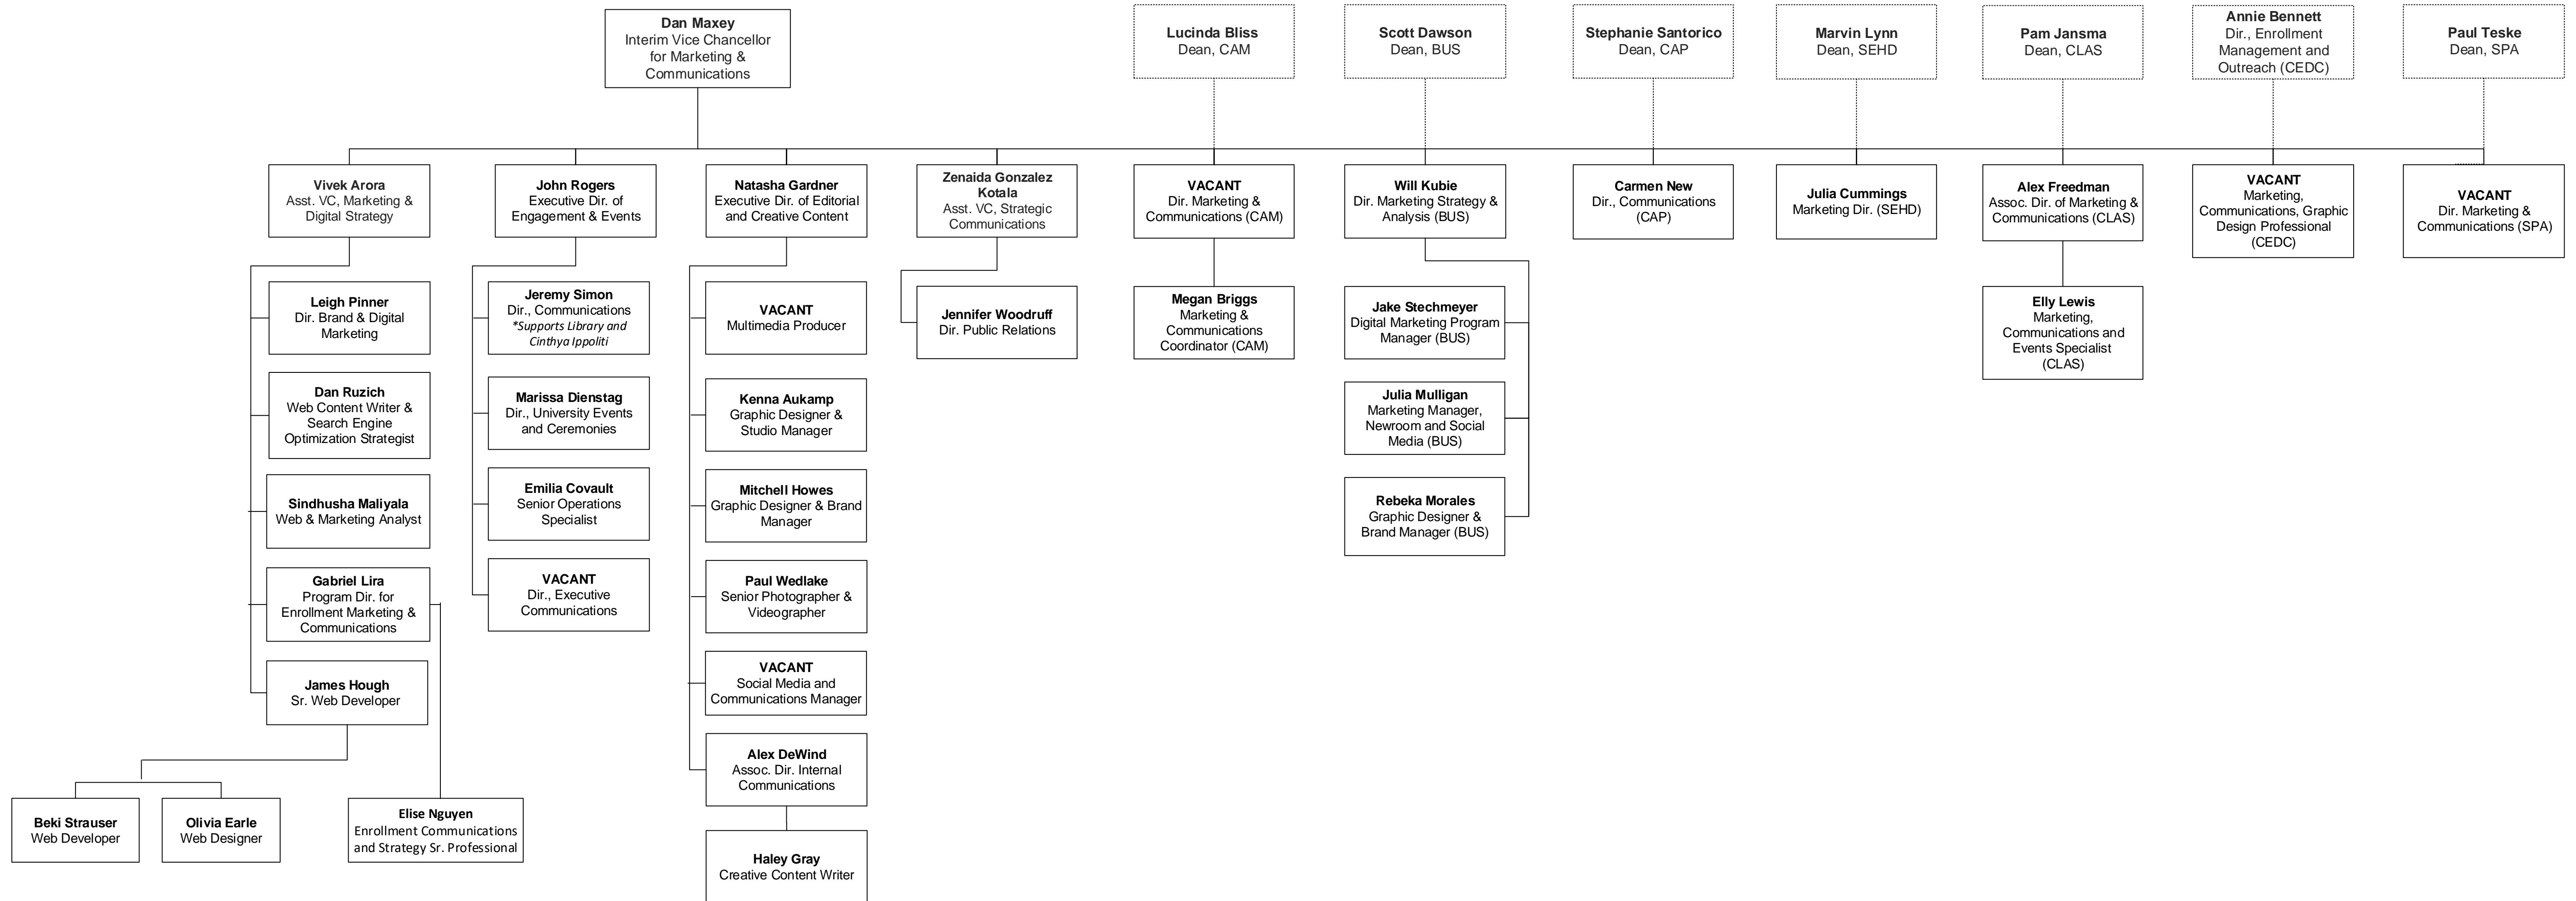 Dan Maxey
Interim Vice Chancellor
for Marketing &
Communications
Lucinda Bliss
Dean, CAM
Scott Dawson
Dean, BUS
Stephanie Santorico
Dean, CAP
Marvin Lynn
Dean, SEHD
Pam Jansma
Dean, CLAS
Annie Bennett
Dir., Enrollment
Management and
Outreach (CEDC)
Paul Teske
Dean, SPA
Vivek Arora
Asst. VC, Marketing &
Digital Strategy
John Rogers
Executive Dir. of
Engagement & Events
Natasha Gardner
Executive Dir. of Editorial
and Creative Content
Zenaida Gonzalez
Kotala
Asst. VC, Strategic
Communications
VACANT
Dir. Marketing &
Communications (CAM)
Will Kubie
Dir. Marketing Strategy &
Analysis (BUS)
Carmen New
Dir., Communications
(CAP)
Julia Cummings
Marketing Dir. (SEHD)
Alex Freedman
Assoc. Dir. of Marketing &
Communications (CLAS)
VACANT
Marketing,
Communications, Graphic
Design Professional
(CEDC)
VACANT
Dir. Marketing &
Communications (SPA)
Leigh Pinner
Dir. Brand & Digital
Marketing
Dan Ruzich
Web Content Writer &
Search Engine
Optimization Strategist
Sindhusha Maliyala
Web & Marketing Analyst
Gabriel Lira
Program Dir. for
Enrollment Marketing &
Communications
James Hough
Sr. Web Developer
Beki Strauser
Web Developer
Olivia Earle
Web Designer
Elise Nguyen
Enrollment Communications
and Strategy Sr. Professional
Jeremy Simon
Dir., Communications
*Supports Library and
Cinthya Ippoliti
Marissa Dienstag
Dir., University Events
and Ceremonies
Emilia Covault
Senior Operations
Specialist
VACANT
Dir., Executive
Communications
VACANT
Multimedia Producer
Kenna Aukamp
Graphic Designer &
Studio Manager
Mitchell Howes
Graphic Designer & Brand
Manager
Paul Wedlake
Senior Photographer &
Videographer
VACANT
Social Media and
Communications Manager
Alex DeWind
Assoc. Dir. Internal
Communications
Haley Gray
Creative Content Writer
Jennifer Woodruff
Dir. Public Relations
Megan Briggs
Marketing &
Communications
Coordinator (CAM)
Jake Stechmeyer
Digital Marketing Program
Manager (BUS)
Julia Mulligan
Marketing Manager,
Newroom and Social
Media (BUS)
Rebeka Morales
Graphic Designer &
Brand Manager (BUS)
Elly Lewis
Marketing,
Communications and
Events Specialist
(CLAS)